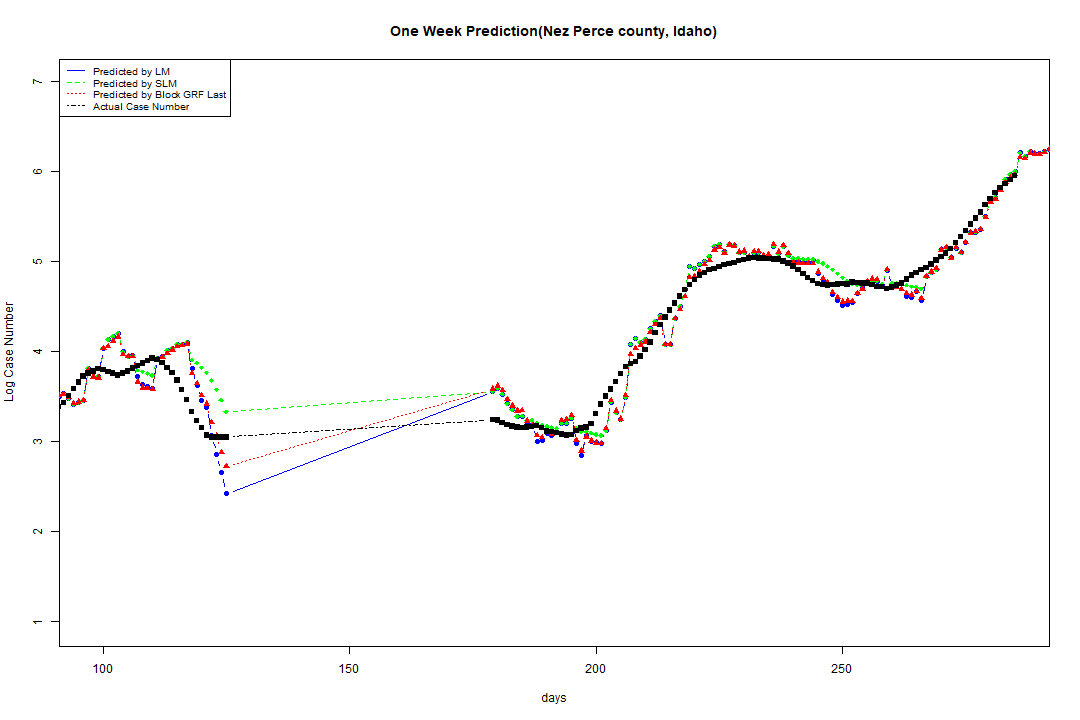 One Week Prediction(Nez Perce county, Idaho)
Predicted by LM
Predicted by SLM
Predicted by Block GRF Last
Actual Case Number
7
6
5
4
3
2
1
Log Case Number
100 150 200 250
days